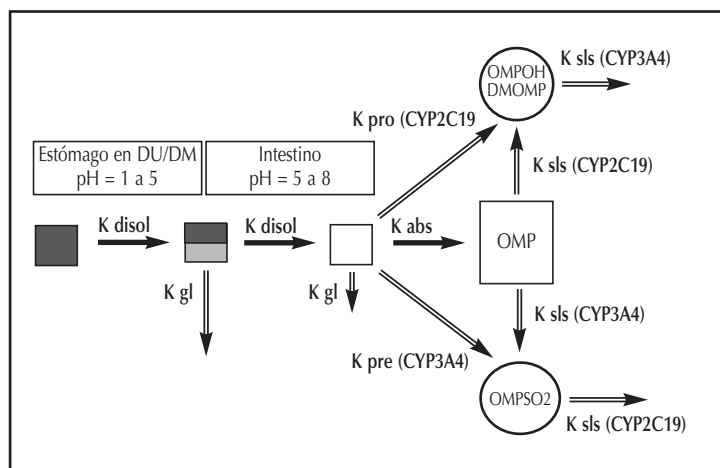 OMPOH
DMOMP
K sls (CYP3A4)
K pro (CYP2C19
Estómago en DU/DM
pH = 1 a 5
Intestino
pH = 5 a 8
K sls (CYP2C19)
K disol
K disol
K abs
OMP
K gl
K gl
K sls (CYP3A4)
K pre (CYP3A4)
OMPSO2
K sls (CYP2C19)